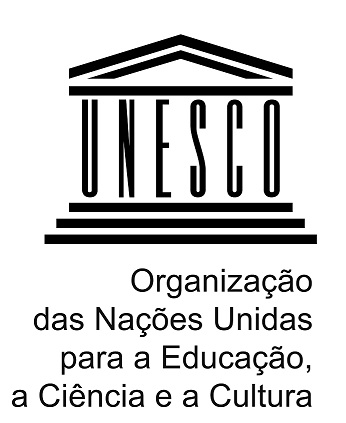 UNESCO
Organização
das Nações Unidas
para a Educação,
a Ciência e a Cultura